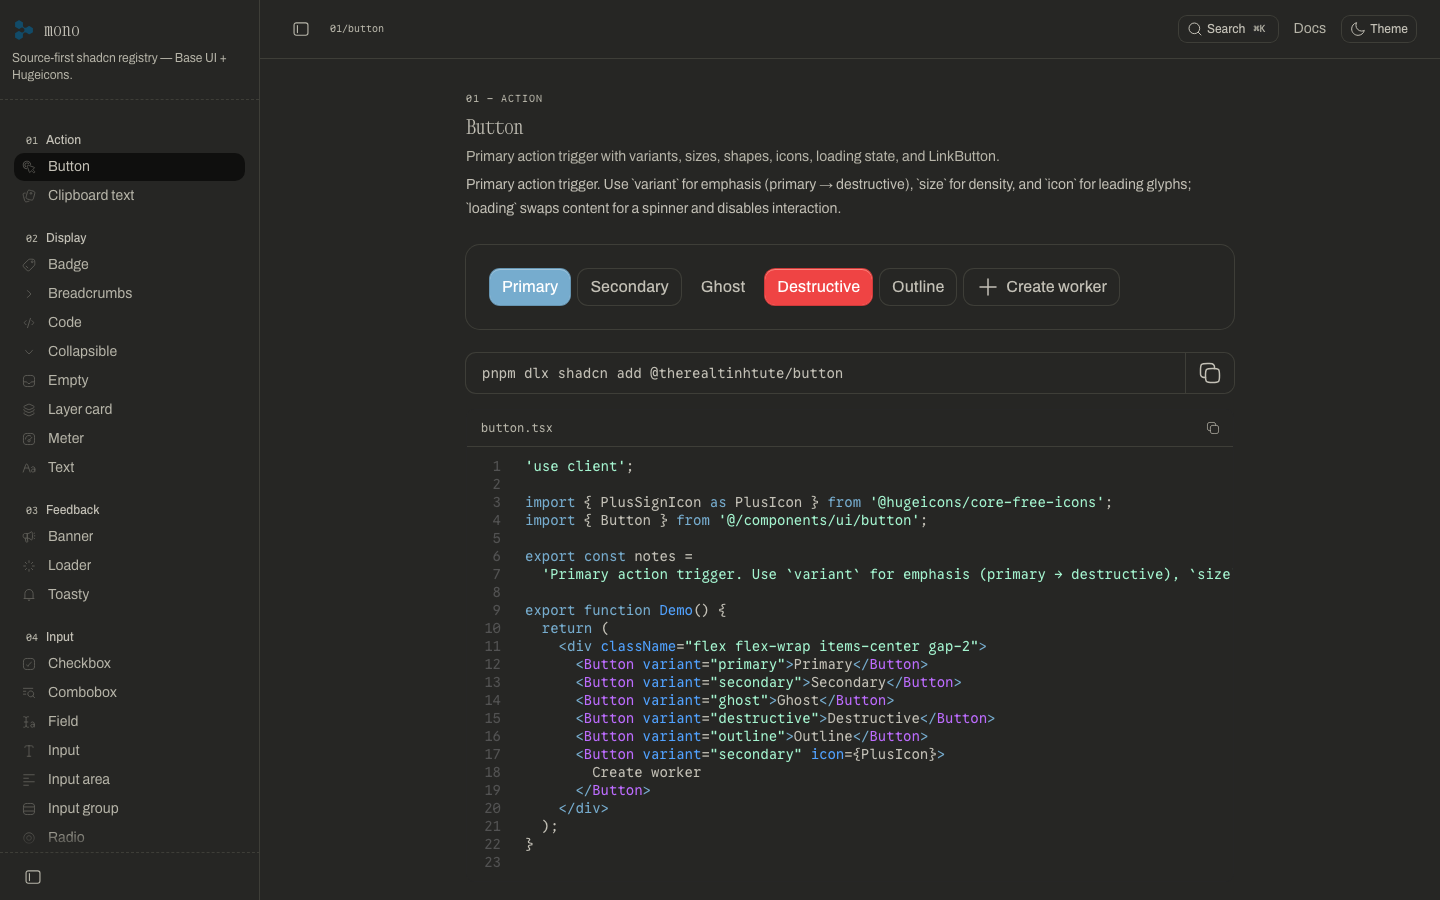 mono
Source-first shadcn registry — Base UI +
Hugeicons.
01 Action
Button
Clipboard text
02 Display
Badge
Breadcrumbs
Code
Collapsible
Empty
Layer card
Meter
Text
03 Feedback
Banner
Loader
Toasty
04 Input
Checkbox
Combobox
Field
Input
Input area
Input group
Radio
01/button
Search ⌘K
Docs
Theme
01 — ACTION
Button
Primary action trigger with variants, sizes, shapes, icons, loading state, and LinkButton.
Primary action trigger. Use `variant` for emphasis (primary → destructive), `size` for density, and `icon` for leading glyphs;
`loading` swaps content for a spinner and disables interaction.
Primary Secondary Ghost Destructive Outline Create worker
pnpm dlx shadcn add @therealtinhtute/button
button.tsx
1 'use client';
2
3 import { PlusSignIcon as PlusIcon } from '@hugeicons/core-free-icons';
4 import { Button } from '@/components/ui/button';
5
6 export const notes =
7   'Primary action trigger. Use `variant` for emphasis (primary → destructive), `size
8
9 export function Demo() {
10   return (
11     <div className="flex flex-wrap items-center gap-2">
12       <Button variant="primary">Primary</Button>
13       <Button variant="secondary">Secondary</Button>
14       <Button variant="ghost">Ghost</Button>
15       <Button variant="destructive">Destructive</Button>
16       <Button variant="outline">Outline</Button>
17       <Button variant="secondary" icon={PlusIcon}>
18         Create worker
19       </Button>
20     </div>
21   );
22 }
23